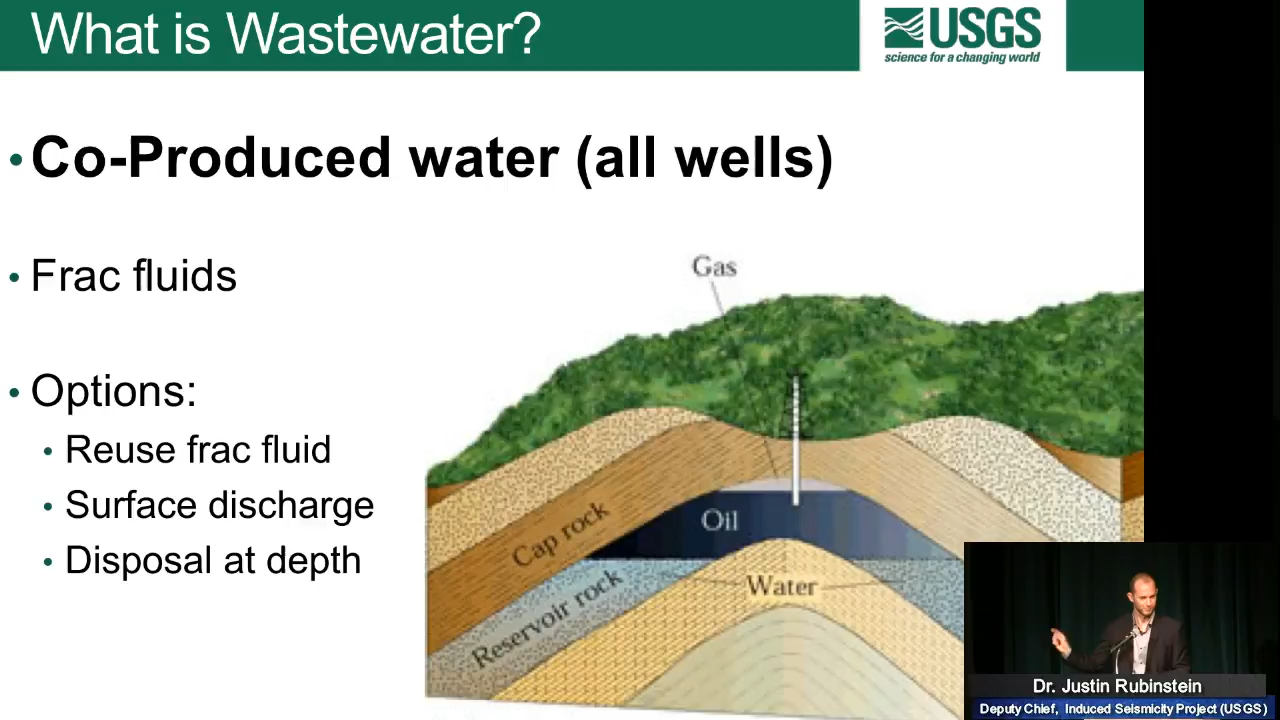 What is Wastewater?
USGS
science for a changing world
• Co-Produced water (all wells)
• Frac fluids
• Options:
• Reuse frac fluid
• Surface discharge
• Disposal at depth
Gas
Oil
Cap rock
Water
Reservoir rock
Dr. Justin Rubinstein
Deputy Chief, Induced Seismicity Project (USGS)